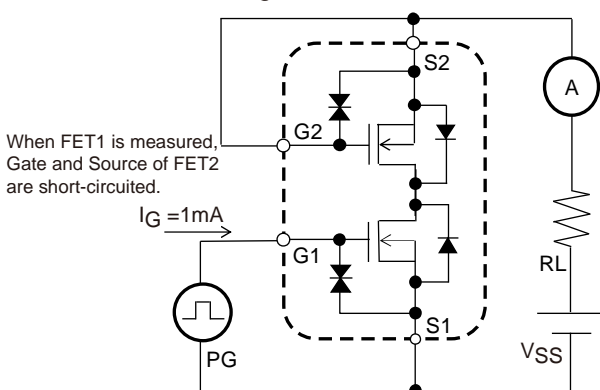 S2
A
G2
When FET1 is measured,
Gate and Source of FET2
are short-circuited.
IG =1mA
G1
RL
S1
VSS
PG